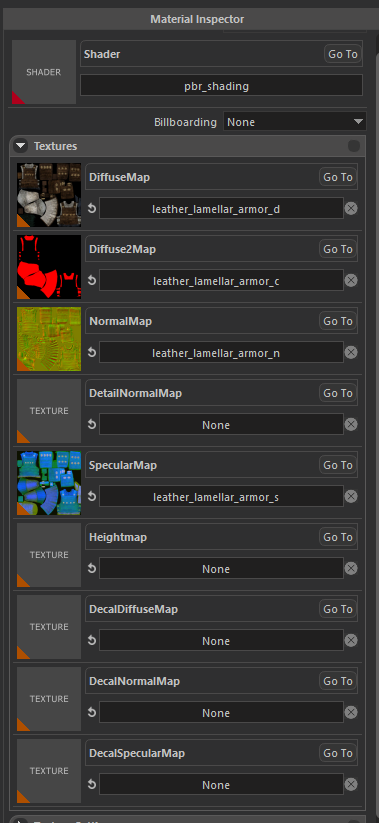 Material Inspector
SHADER
Shader
Go To
pbr_shading
Billboarding
None
Textures
DiffuseMap
Go To
leather_lamellar_armor_d
Diffuse2Map
Go To
leather_lamellar_armor_c
NormalMap
Go To
leather_lamellar_armor_n
TEXTURE
DetailNormalMap
Go To
None
SpecularMap
Go To
leather_lamellar_armor_s
TEXTURE
Heightmap
Go To
None
TEXTURE
DecalDiffuseMap
Go To
None
TEXTURE
DecalNormalMap
Go To
None
TEXTURE
DecalSpecularMap
Go To
None